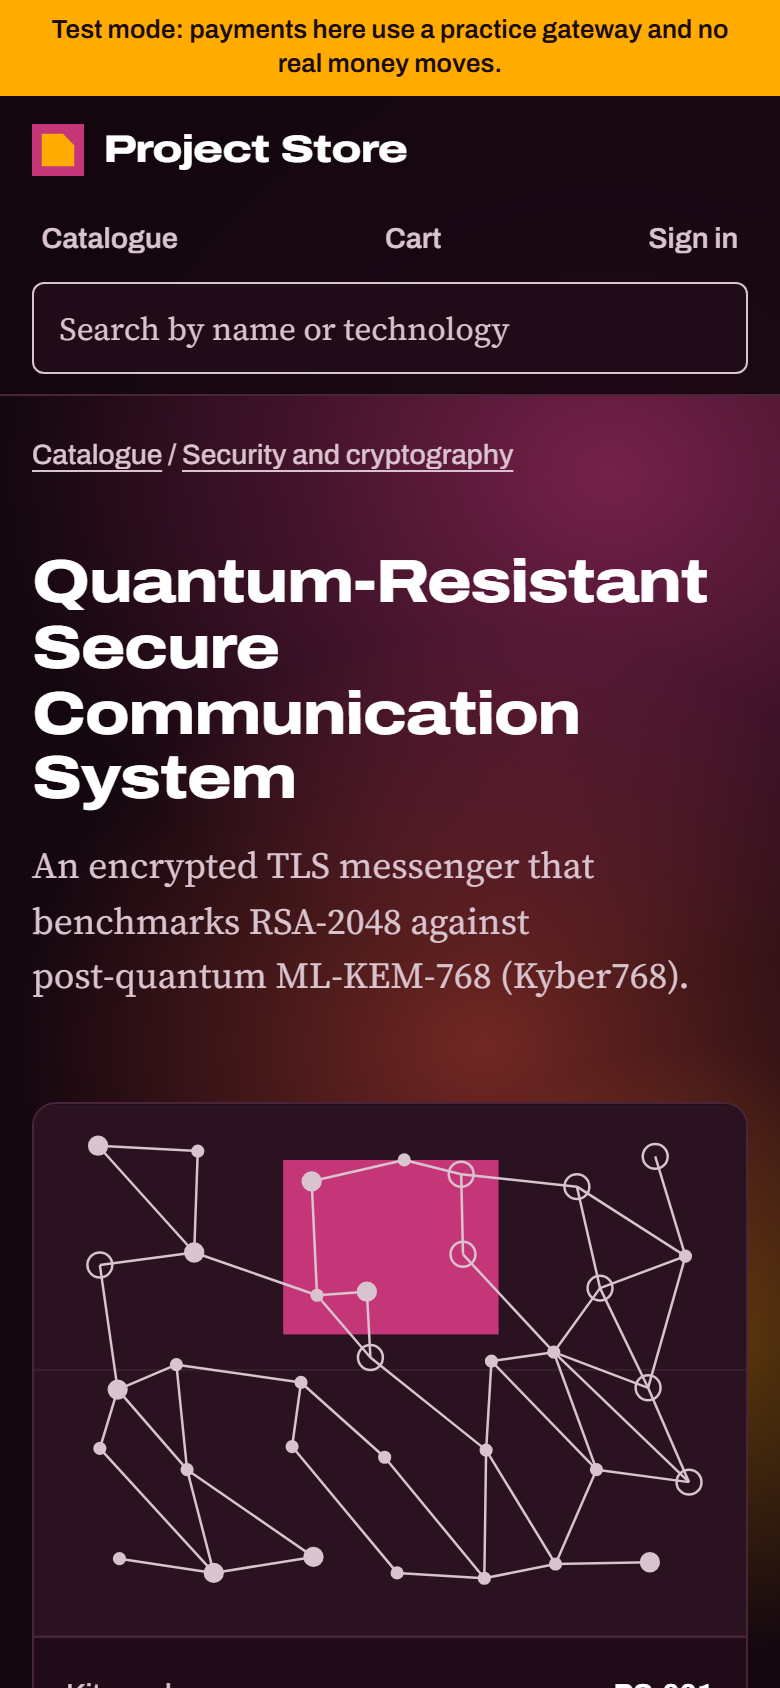 Test mode: payments here use a practice gateway and no
real money moves.
Project Store
Catalogue Cart Sign in
Search by name or technology
Catalogue / Security and cryptography
Quantum-Resistant
Secure
Communication
System
An encrypted TLS messenger that
benchmarks RSA-2048 against
post-quantum ML-KEM-768 (Kyber768).